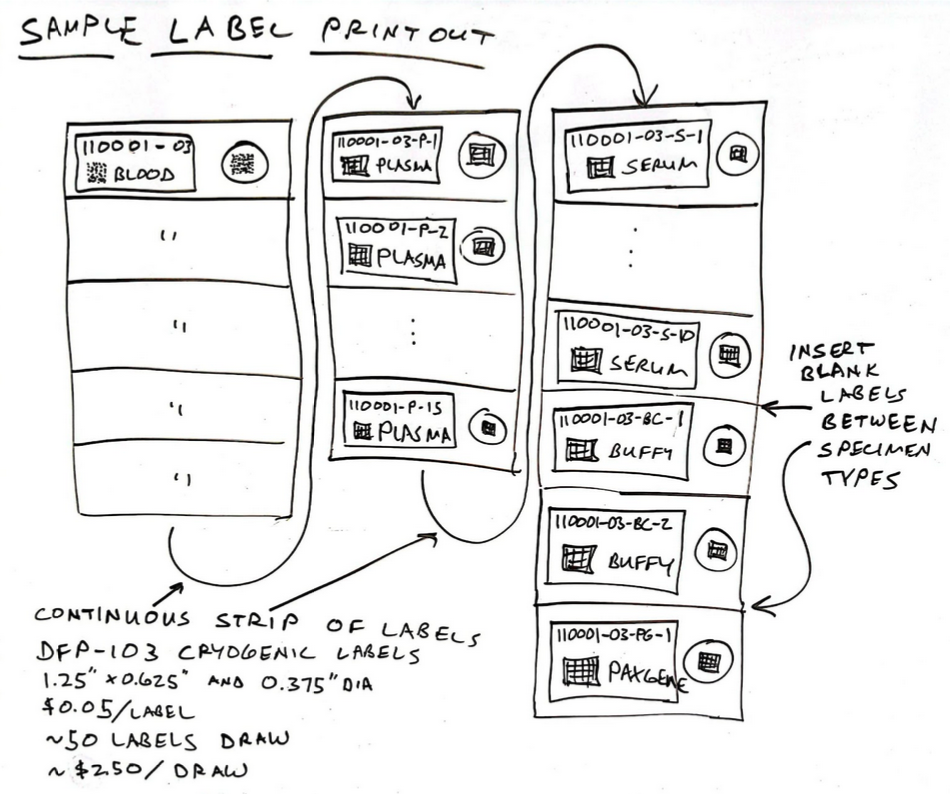 SAMPLE LABEL PRINTOUT
110001-03
BLOOD
"
"
"
"
110001-03-P-1
PLASMA
110001-P-2
PLASMA
⋮
110001-P-15
PLASMA
110001-03-S-1
SERUM
⋮
110001-03-S-10
SERUM
110001-03-BC-1
BUFFY
110001-03-BC-2
BUFFY
110001-03-PG-1
PAXGENE
INSERT
BLANK
LABELS
BETWEEN
SPECIMEN
TYPES
CONTINUOUS STRIP OF LABELS
DFP-103 CRYOGENIC LABELS
1.25" x 0.625" AND 0.375" DIA
$0.05/LABEL
~50 LABELS DRAW
~$2.50/DRAW